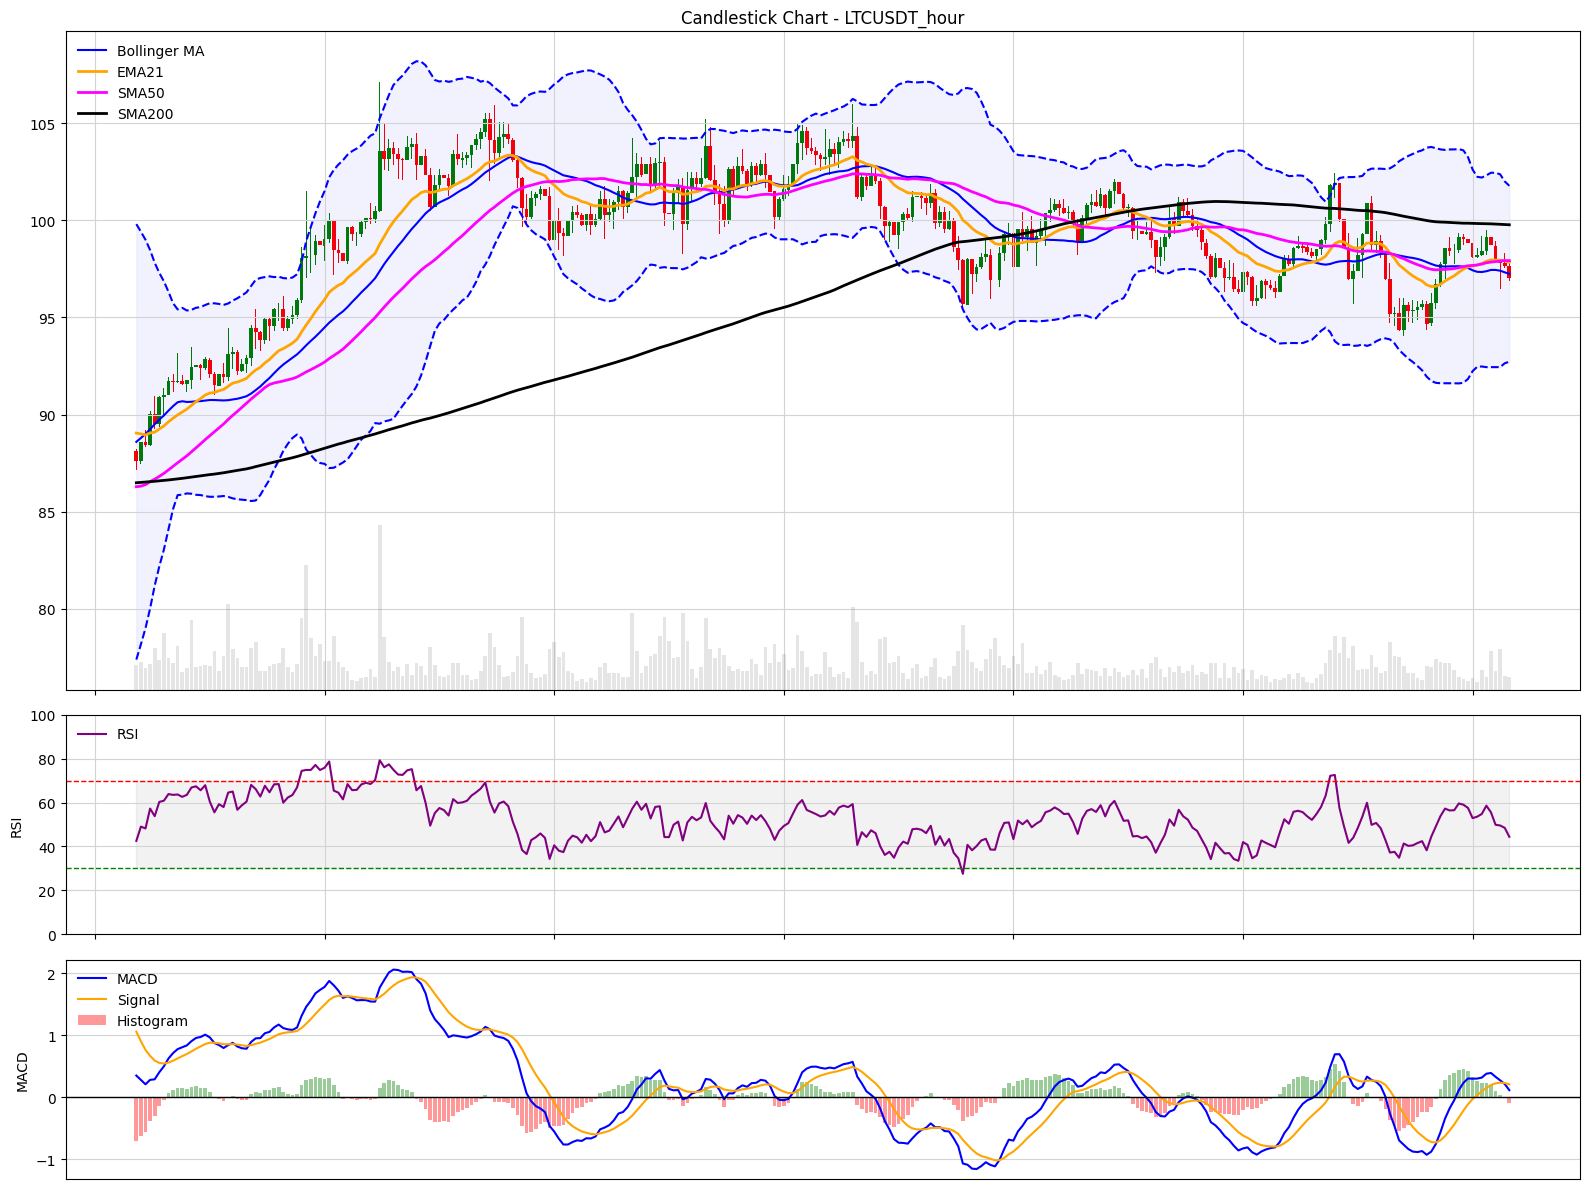 Candlestick Chart - LTCUSDT_hour
Bollinger MA
EMA21
SMA50
SMA200
105
100
95
90
85
80
100
80
60
40
20
0
RSI
RSI
2
1
0
−1
MACD
MACD
Signal
Histogram